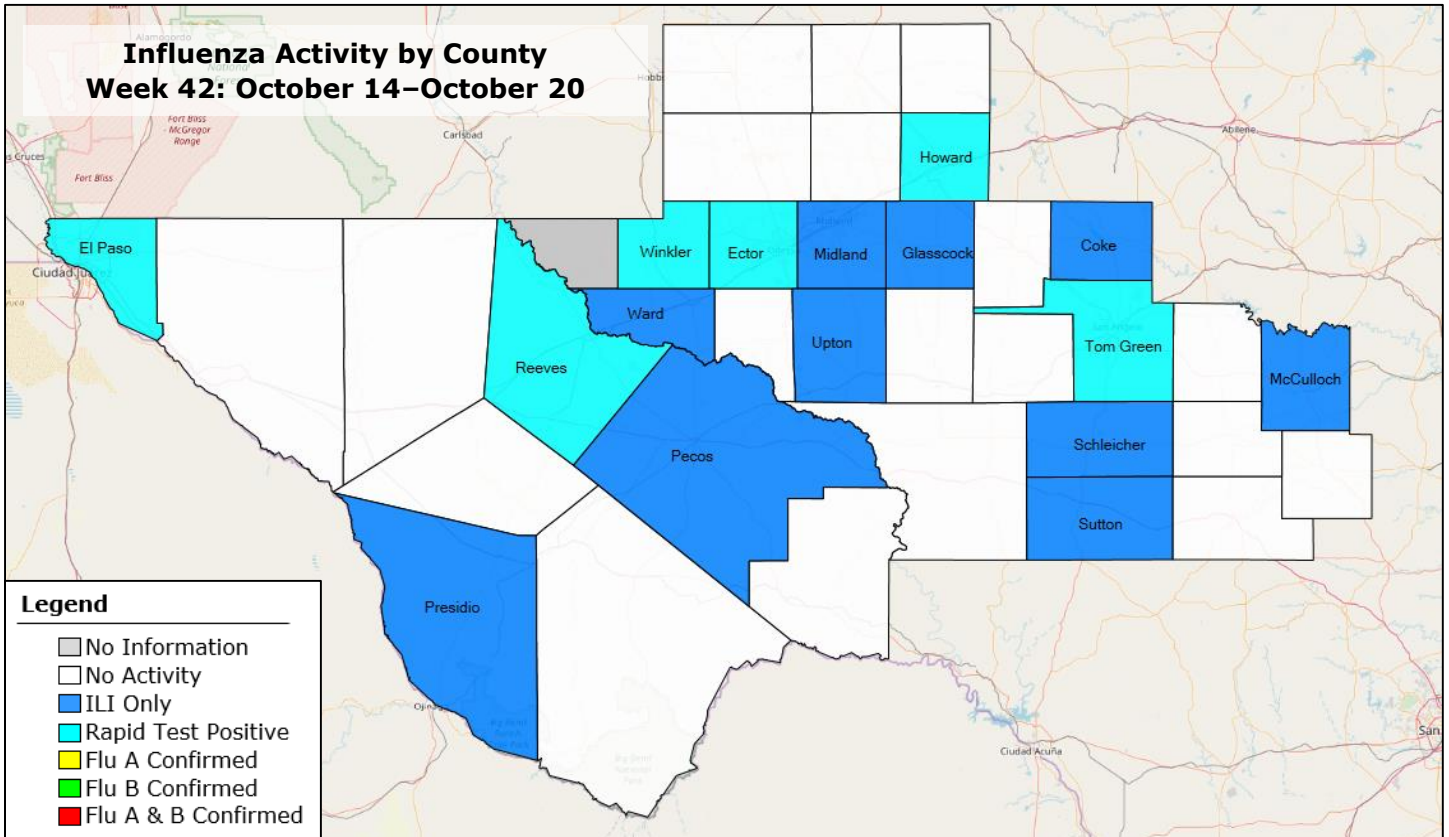 Influenza Activity by County
Week 42: October 14–October 20
Alamogordo
Fort Bliss
- McGregor
Range
Carlsbad
Fort Bliss
Abilene
Howard
El Paso
Winkler
Ector
Midland
Glasscock
Coke
Ciudad Juárez
Ward
Upton
Tom Green
Reeves
McCulloch
Schleicher
Pecos
Sutton
Presidio
Legend
No Information
No Activity
ILI Only
Rapid Test Positive
Flu A Confirmed
Flu B Confirmed
Flu A & B Confirmed
Ciudad Acuña
San